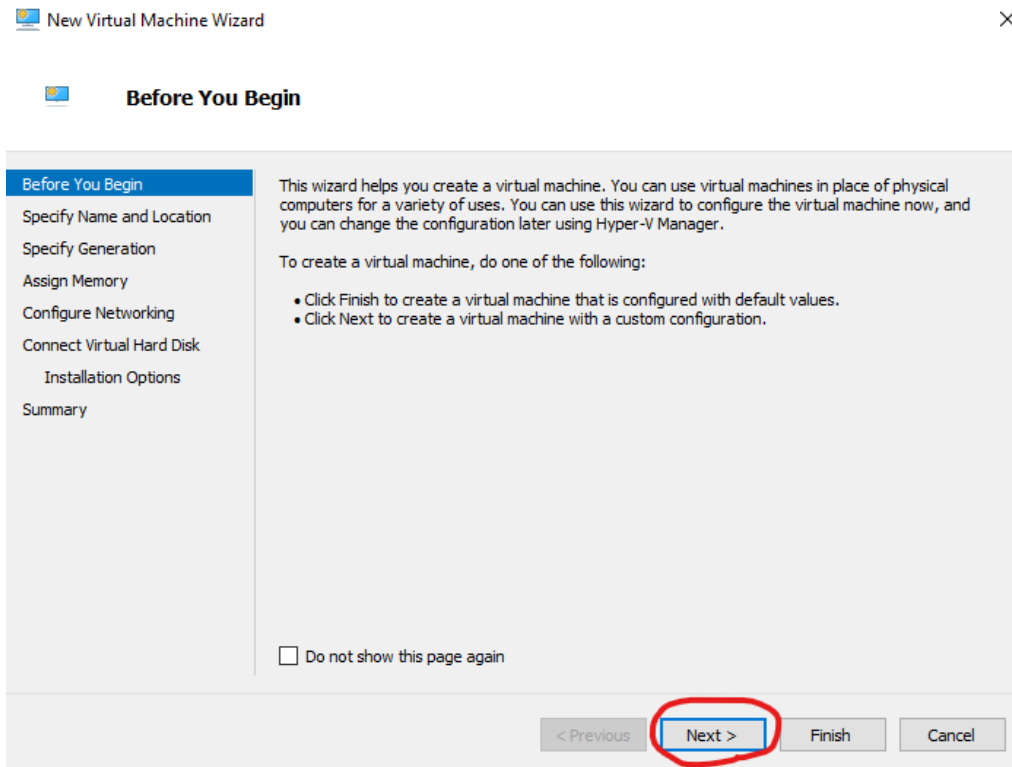 New Virtual Machine Wizard
Before You Begin
Before You Begin
Specify Name and Location
Specify Generation
Assign Memory
Configure Networking
Connect Virtual Hard Disk
Installation Options
Summary
This wizard helps you create a virtual machine. You can use virtual machines in place of physical
computers for a variety of uses. You can use this wizard to configure the virtual machine now, and
you can change the configuration later using Hyper-V Manager.
To create a virtual machine, do one of the following:
• Click Finish to create a virtual machine that is configured with default values.
• Click Next to create a virtual machine with a custom configuration.
Do not show this page again
< Previous
Next >
Finish
Cancel